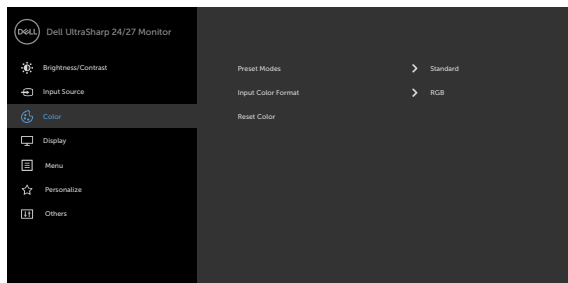 DELL Dell UltraSharp 24/27 Monitor
Brightness/Contrast
Preset Modes Standard
Input Source
Input Color Format RGB
Color
Reset Color
Display
Menu
Personalize
Others